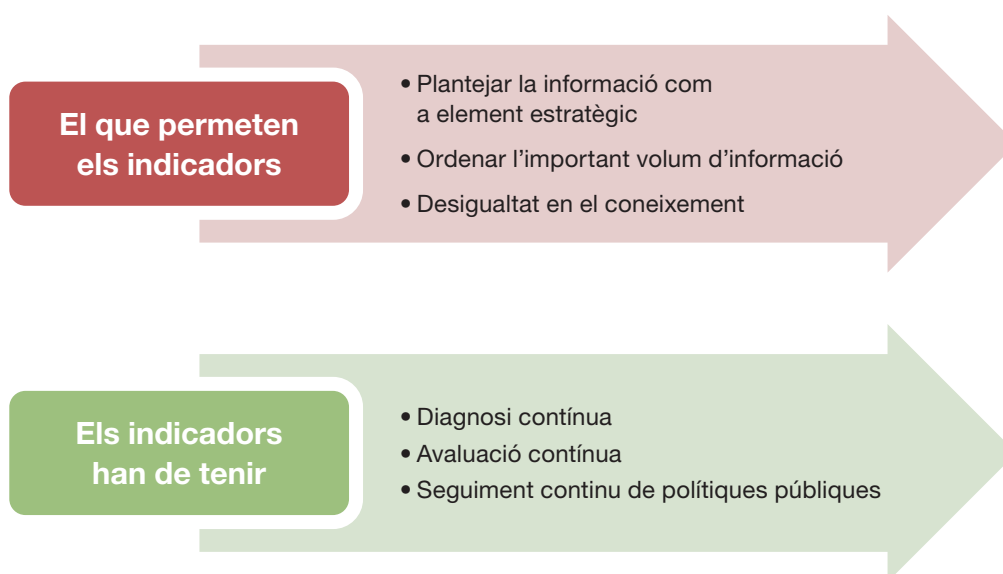 El que permeten
els indicadors
• Plantejar la informació com
a element estratègic
• Ordenar l’important volum d’informació
• Desigualtat en el coneixement
Els indicadors
han de tenir
• Diagnosi contínua
• Avaluació contínua
• Seguiment continu de polítiques públiques